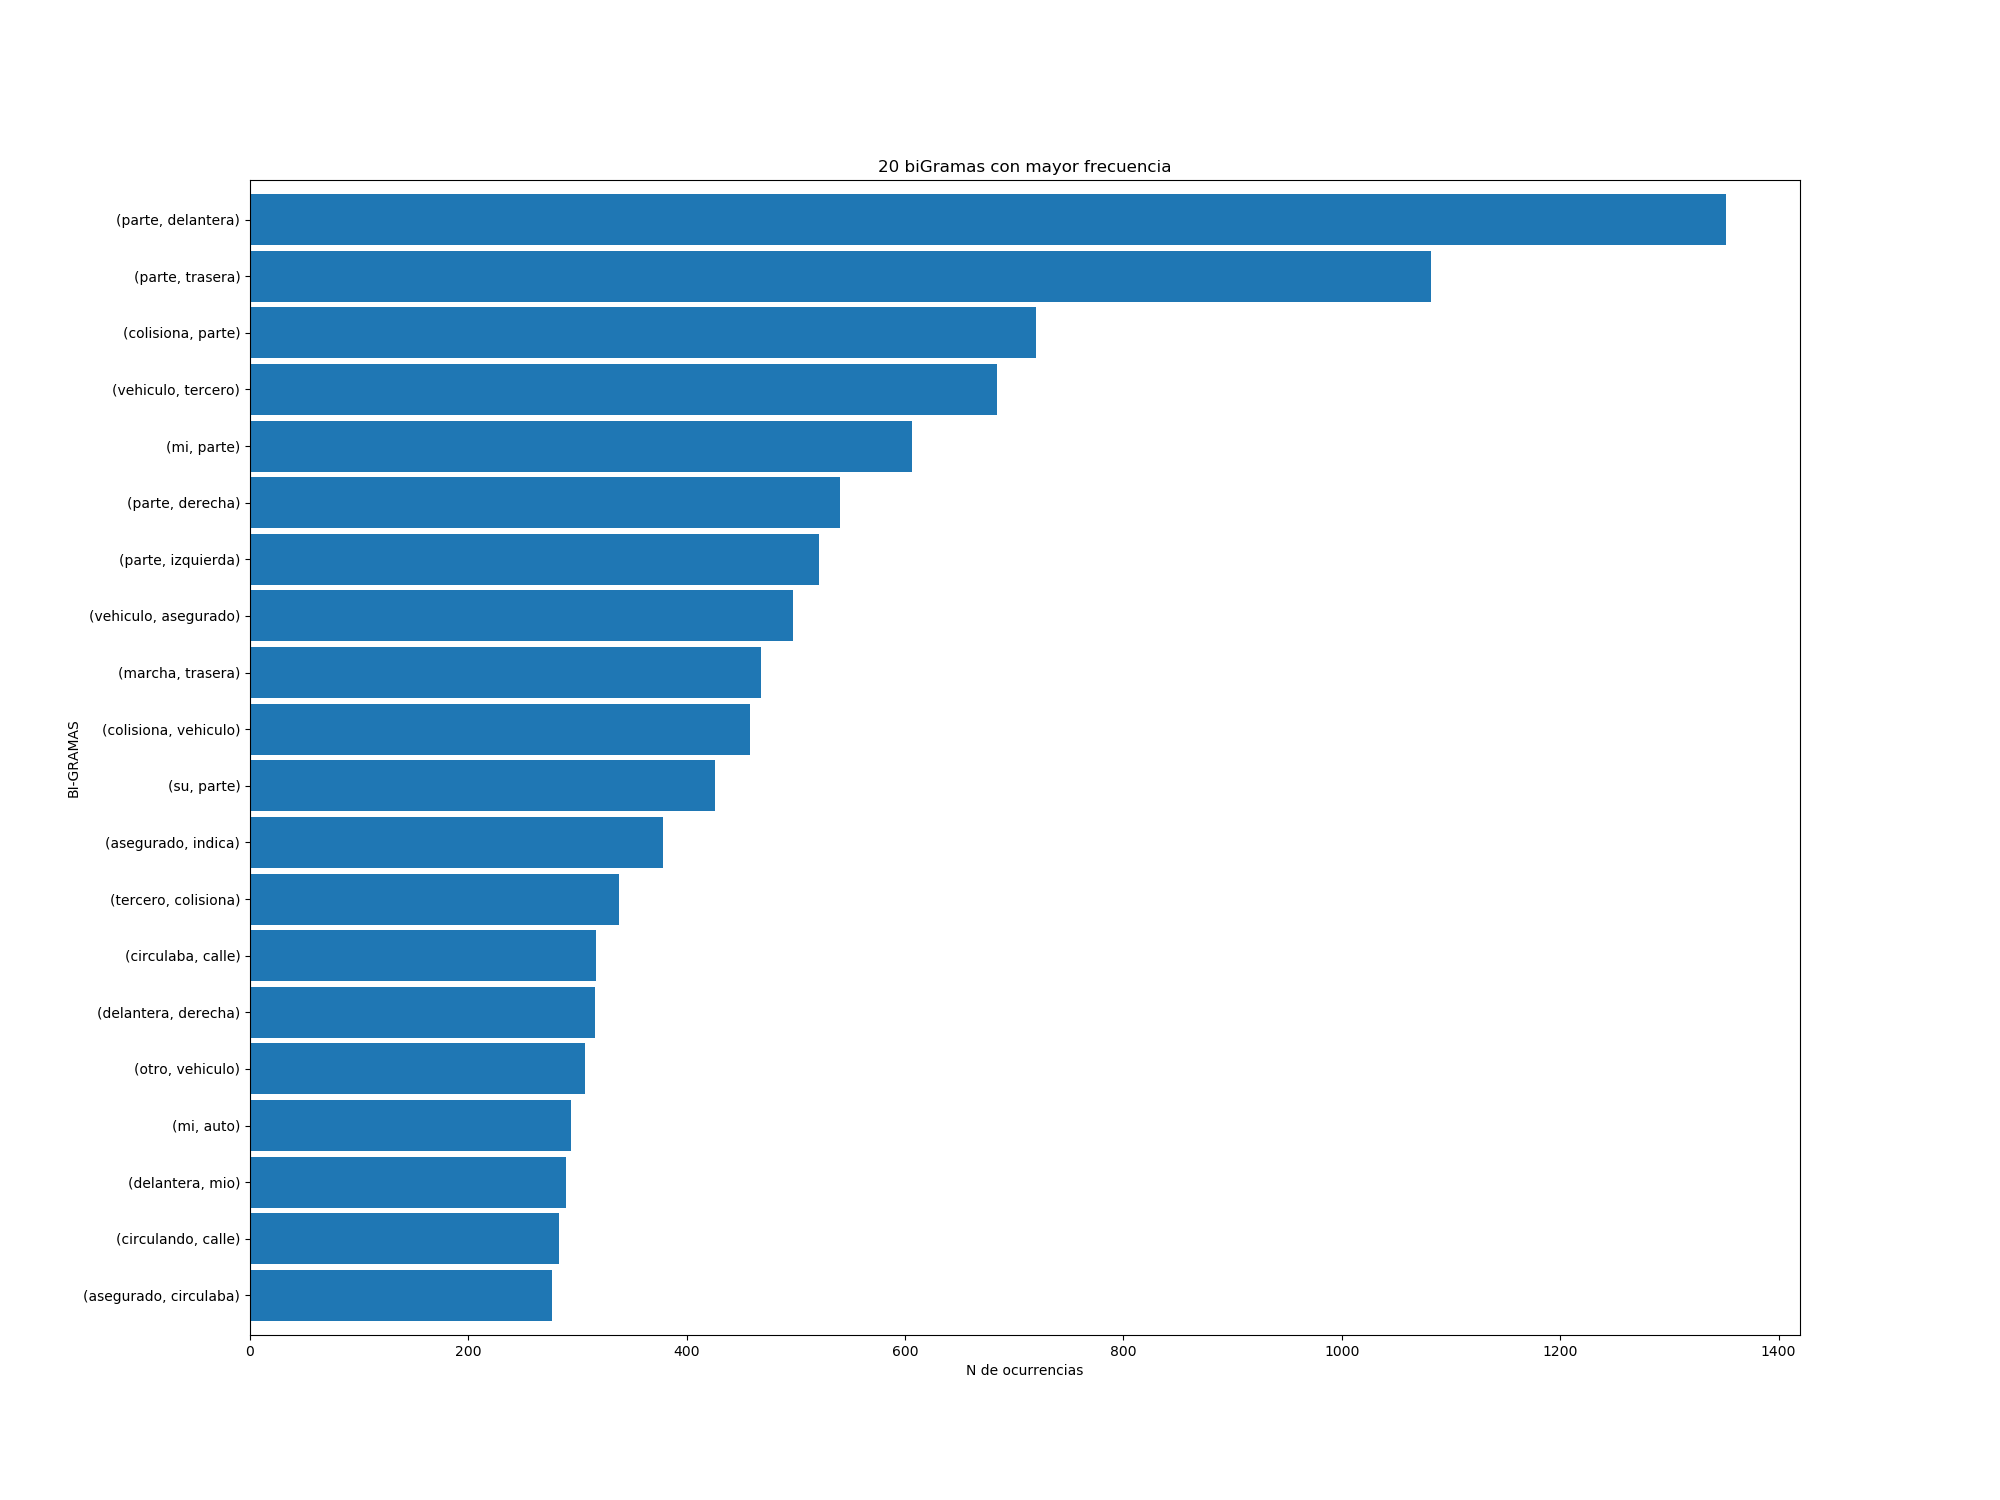 20 biGramas con mayor frecuencia
(parte, delantera)
(parte, trasera)
(colisiona, parte)
(vehiculo, tercero)
(mi, parte)
(parte, derecha)
(parte, izquierda)
(vehiculo, asegurado)
(marcha, trasera)
(colisiona, vehiculo)
(su, parte)
(asegurado, indica)
(tercero, colisiona)
(circulaba, calle)
(delantera, derecha)
(otro, vehiculo)
(mi, auto)
(delantera, mio)
(circulando, calle)
(asegurado, circulaba)
BI-GRAMAS
0 200 400 600 800 1000 1200 1400
N de ocurrencias